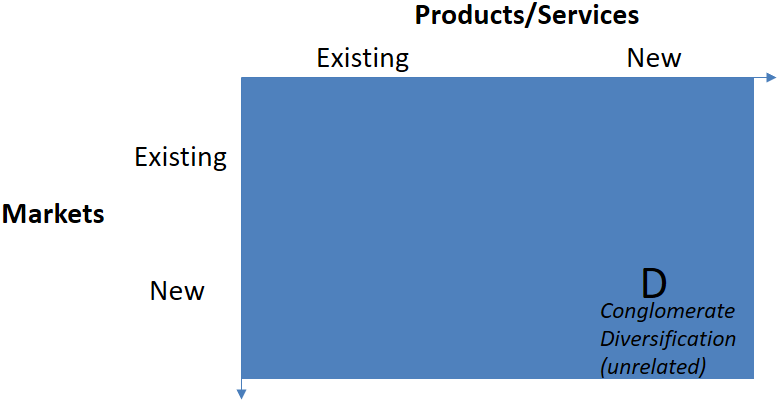 Products/Services
Existing
New
Existing
Markets
New
D
Conglomerate
Diversification
(unrelated)